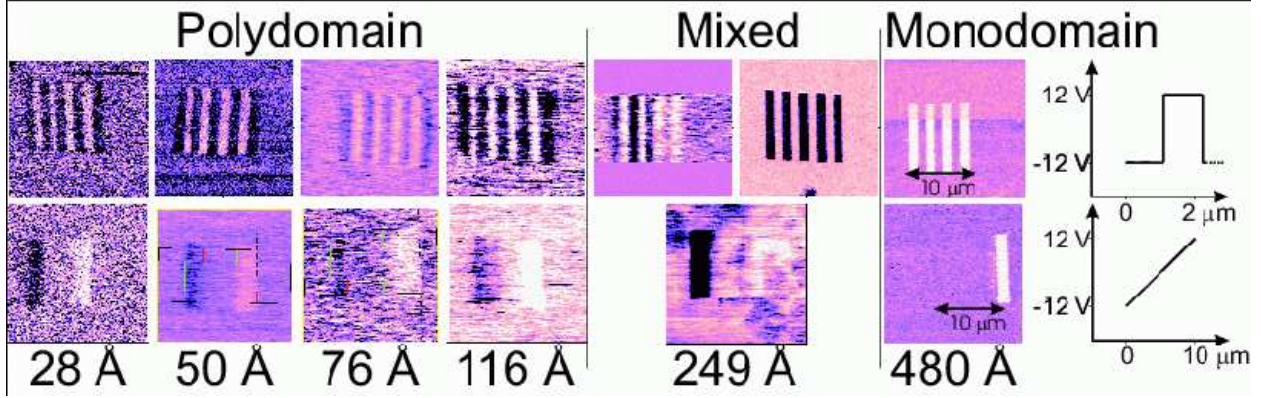 Polydomain
Mixed
Monodomain
12 V
-12 V
10 μm
0
2 μm
12 V
-12 V
10 μm
0
10 μm
28 Å
50 Å
76 Å
116 Å
249 Å
480 Å